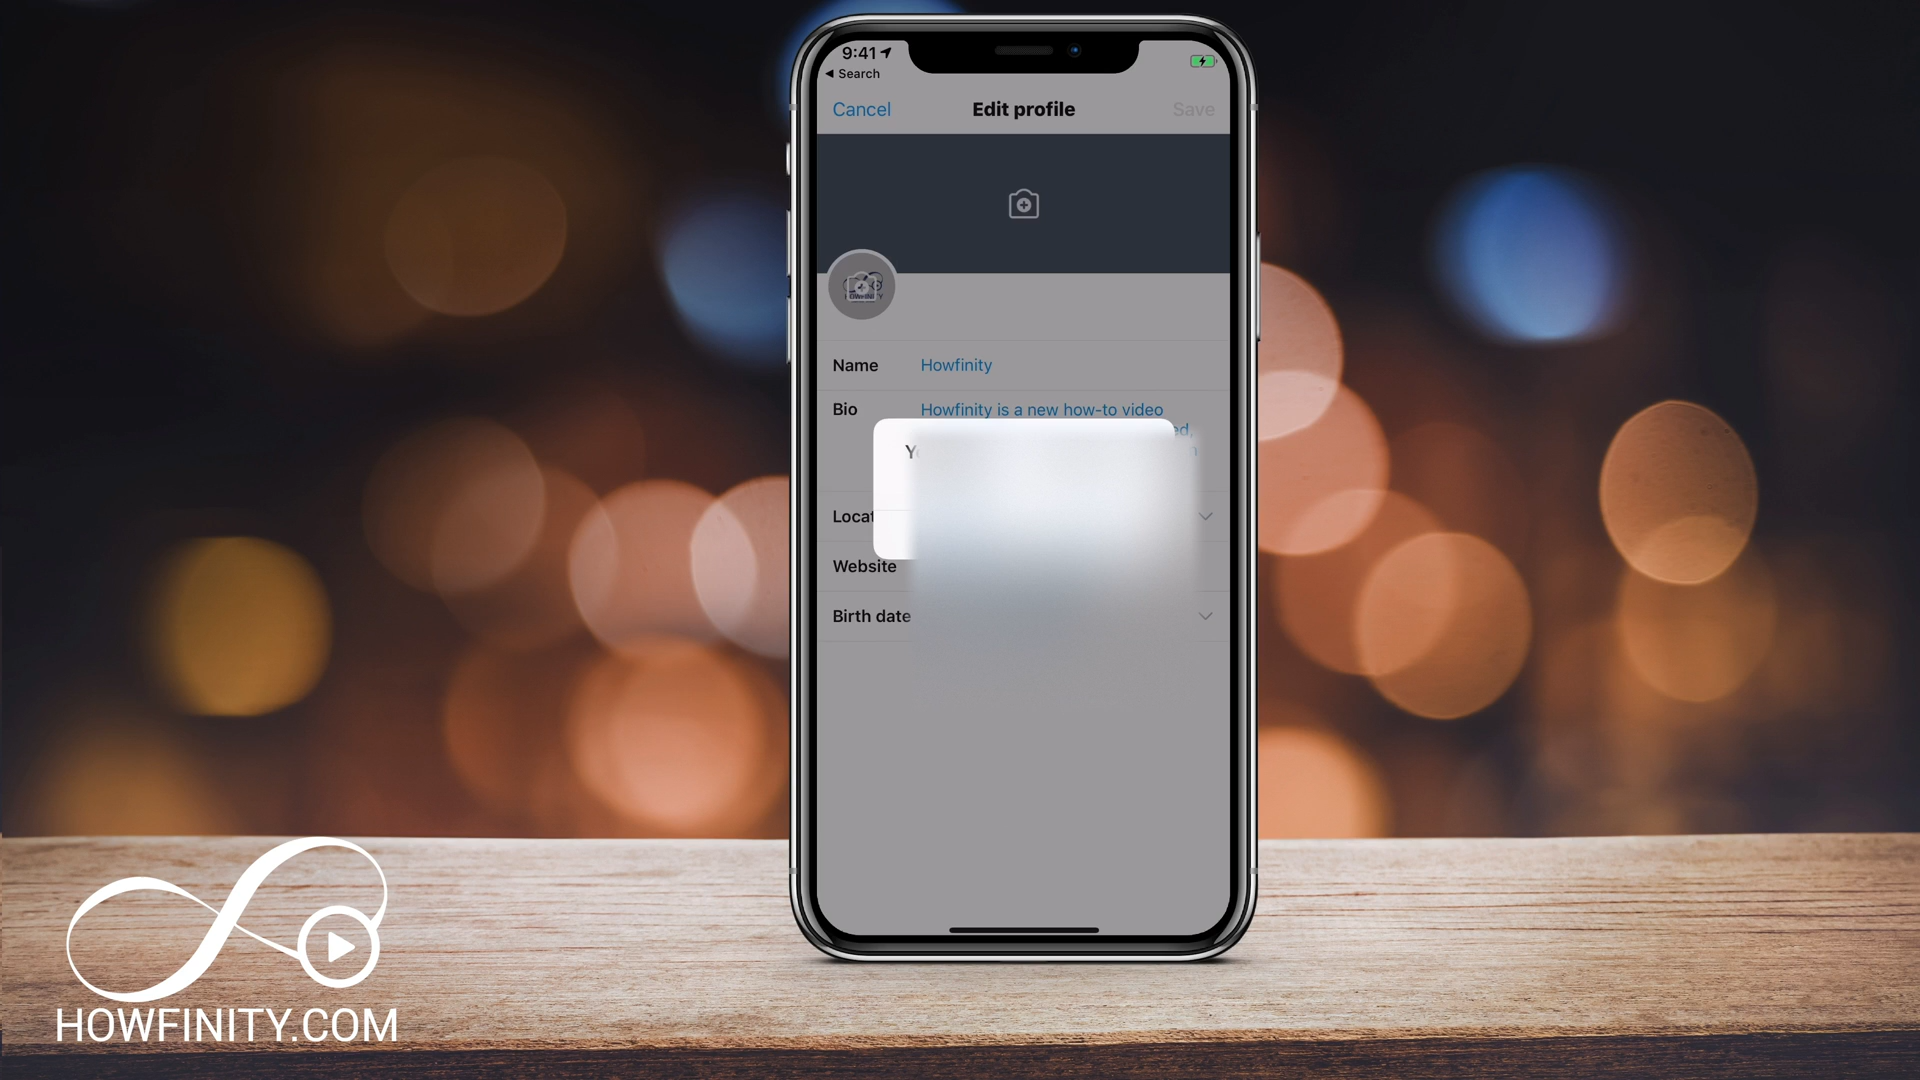 9:41
Search
Cancel
Edit profile
Save
HOWFINITY
Name
Howfinity
Bio
Howfinity is a new how-to video
Website
Birth date
HOWFINITY.COM